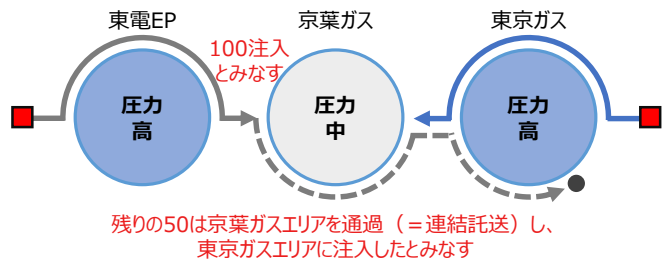 東電EP
京葉ガス
東京ガス
100注入
とみなす
圧力
高
圧力
中
圧力
高
残りの50は京葉ガスエリアを通過(=連結託送)し、
東京ガスエリアに注入したとみなす